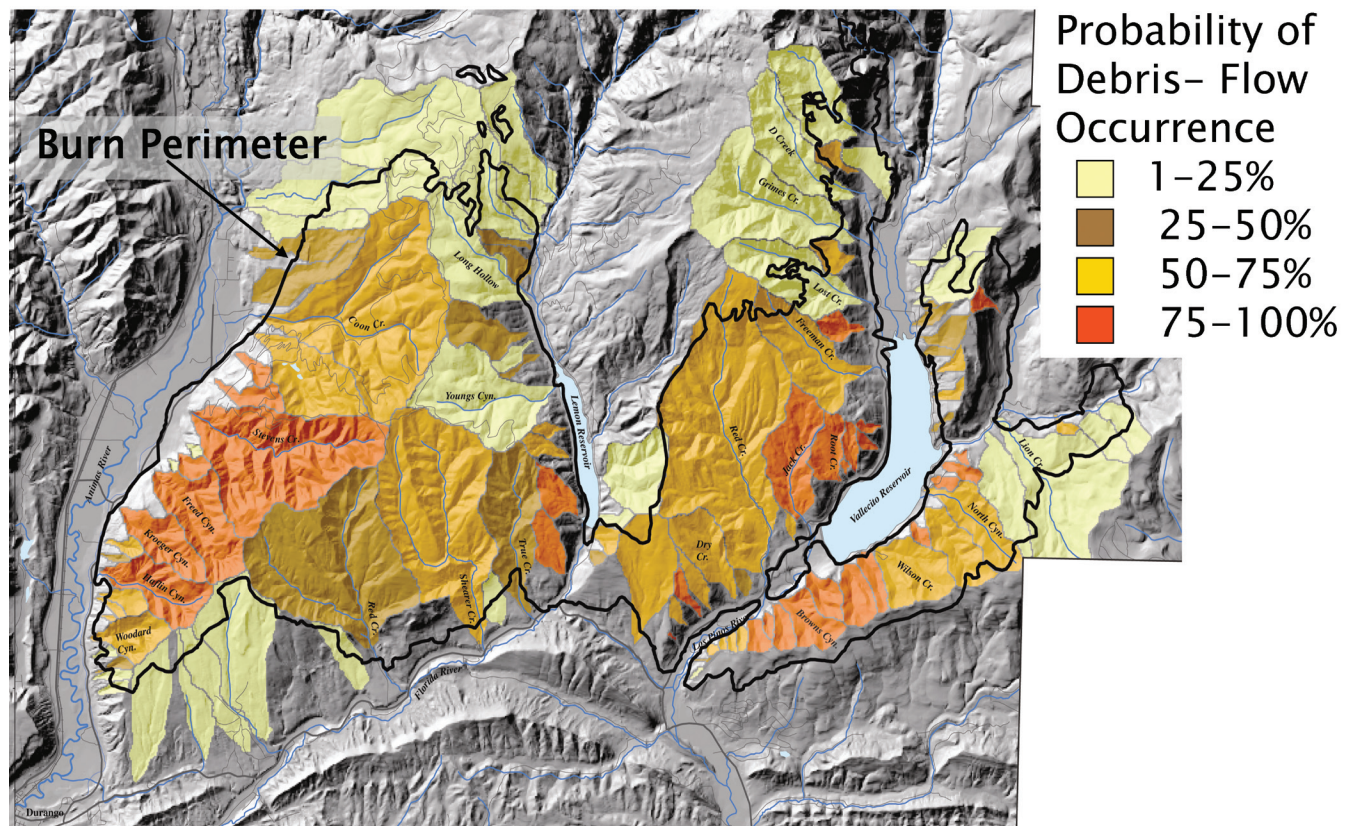 Probability of
Debris- Flow
Occurrence
1-25%
25-50%
50-75%
75-100%
Burn Perimeter
D Creek
Grimes Cr.
Long Hollow
Lost Cr.
Coon Cr.
Freeman Cr.
Youngs Cyn.
Lemon Reservoir
Stevens Cr.
Red Cr.
Jack Cr.
Root Cr.
Lion Cr.
Animas River
Vallecito Reservoir
Freed Cyn.
North Cyn.
Kroeger Cyn.
True Cr.
Dry
Cr.
Haflin Cyn.
Wilson Cr.
Shearer Cr.
Red Cr.
Woodard
Cyn.
Los Pinos River
Browns Cyn.
Florida River
Durango